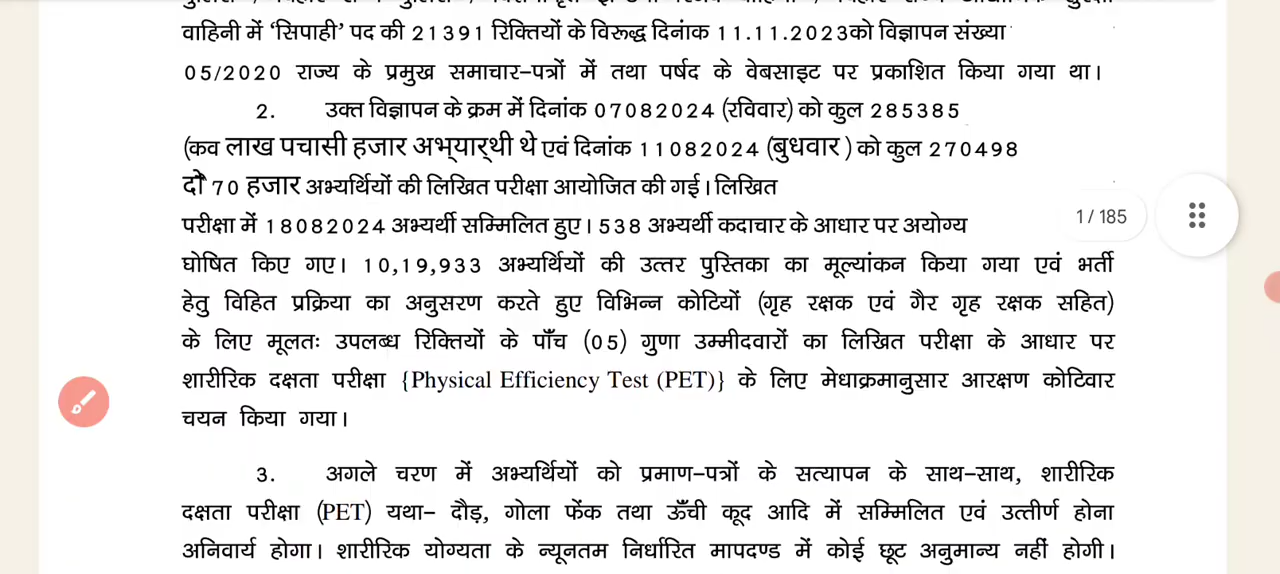 वाहिनी में ‘सिपाही’ पद की 21391 रिक्तियों के विरूद्ध दिनांक 11.11.2023को विज्ञापन संख्या
05/2020 राज्य के प्रमुख समाचार-पत्रों में तथा पर्षद के वेबसाइट पर प्रकाशित किया गया था।
2. उक्त विज्ञापन के क्रम में दिनांक 07082024 (रविवार) को कुल 285385
(कव लाख पचासी हजार अभ्यार्थी थे एवं दिनांक 11082024 (बुधवार) को कुल 270498
दो 70 हजार अभ्यर्थियों की लिखित परीक्षा आयोजित की गई। लिखित
परीक्षा में 18082024 अभ्यर्थी सम्मिलित हुए। 538 अभ्यर्थी कदाचार के आधार पर अयोग्य
1/185
घोषित किए गए। 10,19,933 अभ्यर्थियों की उत्तर पुस्तिका का मूल्यांकन किया गया एवं भर्ती
हेतु विहित प्रक्रिया का अनुसरण करते हुए विभिन्न कोटियों (गृह रक्षक एवं गैर गृह रक्षक सहित)
के लिए मूलतः उपलब्ध रिक्तियों के पाँच (05) गुणा उम्मीदवारों का लिखित परीक्षा के आधार पर
शारीरिक दक्षता परीक्षा {Physical Efficiency Test (PET)} के लिए मेधाक्रमानुसार आरक्षण कोटिवार
चयन किया गया।
3. अगले चरण में अभ्यर्थियों को प्रमाण-पत्रों के सत्यापन के साथ-साथ, शारीरिक
दक्षता परीक्षा (PET) यथा- दौड़, गोला फेंक तथा ऊँची कूद आदि में सम्मिलित एवं उत्तीर्ण होना
अनिवार्य होगा। शारीरिक योग्यता के न्यूनतम निर्धारित मापदण्ड में कोई छूट अनुमान्य नहीं होगी।